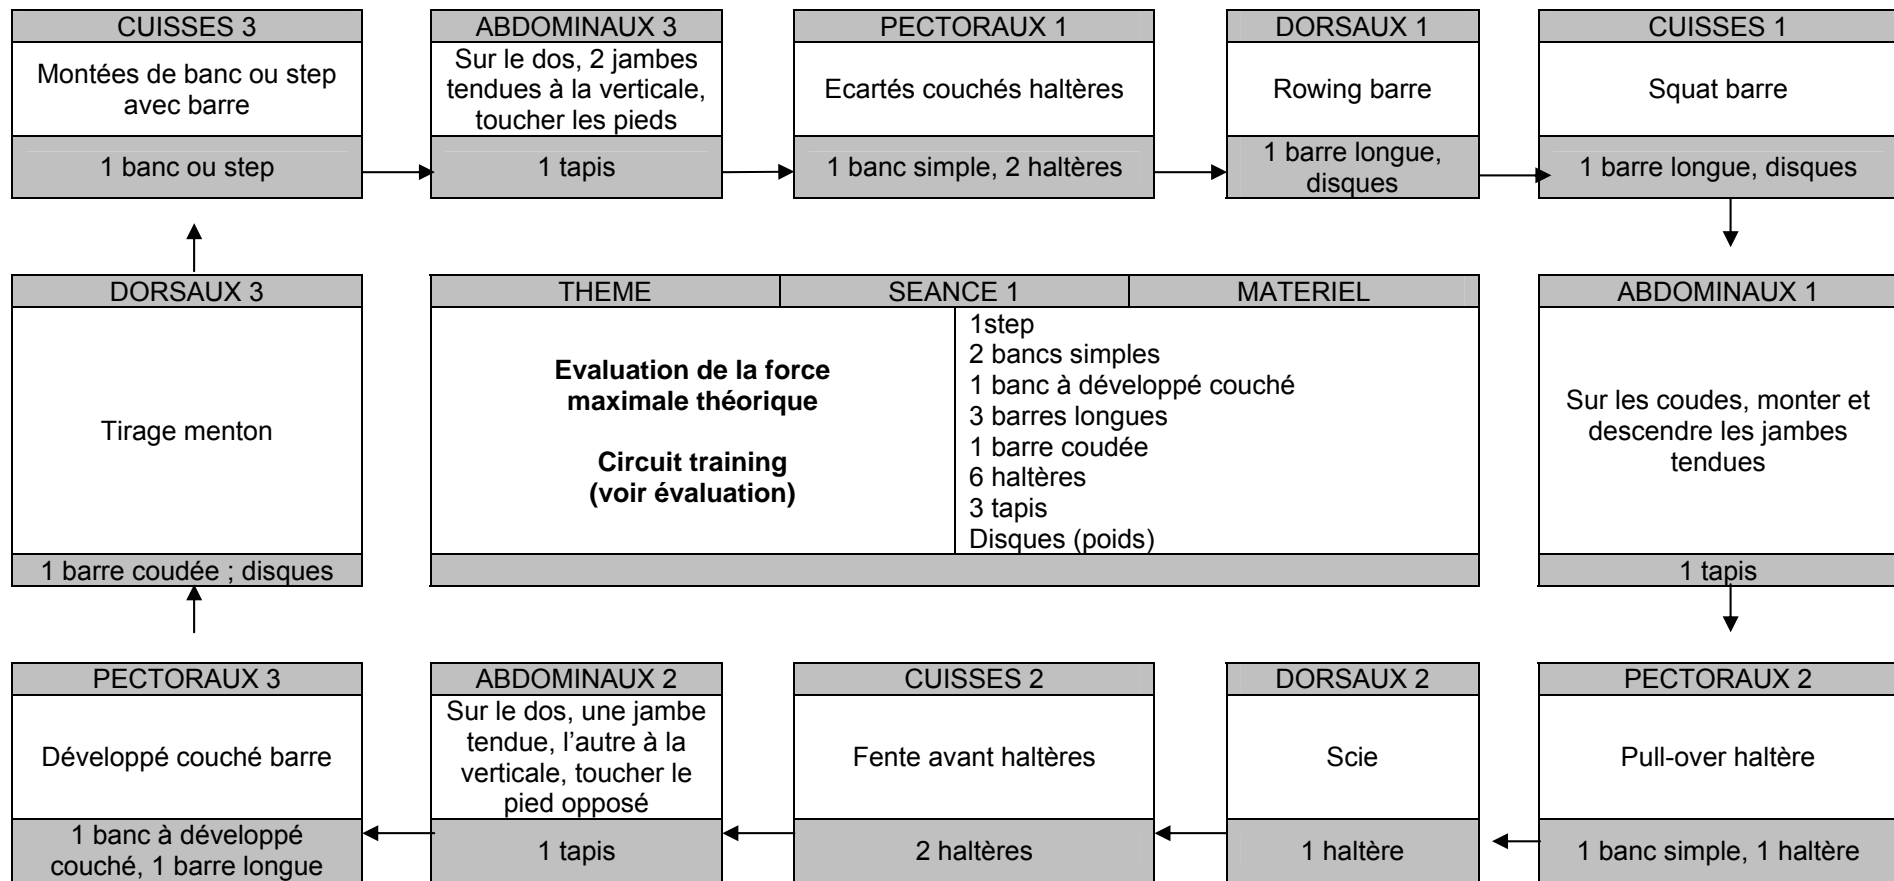 CUISSES 3
Montées de banc ou step
avec barre
1 banc ou step
ABDOMINAUX 3
Sur le dos, 2 jambes
tendues à la verticale,
toucher les pieds
1 tapis
PECTORAUX 1
Ecartés couchés haltères
1 banc simple, 2 haltères
DORSAUX 1
Rowing barre
1 barre longue,
disques
CUISSES 1
Squat barre
1 barre longue, disques
DORSAUX 3
Tirage menton
1 barre coudée ; disques
THEME
SEANCE 1
MATERIEL
Evaluation de la force
maximale théorique
Circuit training
(voir évaluation)
1step
2 bancs simples
1 banc à développé couché
3 barres longues
1 barre coudée
6 haltères
3 tapis
Disques (poids)
ABDOMINAUX 1
Sur les coudes, monter et
descendre les jambes
tendues
1 tapis
PECTORAUX 3
Développé couché barre
1 banc à développé
couché, 1 barre longue
ABDOMINAUX 2
Sur le dos, une jambe
tendue, l’autre à la
verticale, toucher le
pied opposé
1 tapis
CUISSES 2
Fente avant haltères
2 haltères
DORSAUX 2
Scie
1 haltère
PECTORAUX 2
Pull-over haltère
1 banc simple, 1 haltère